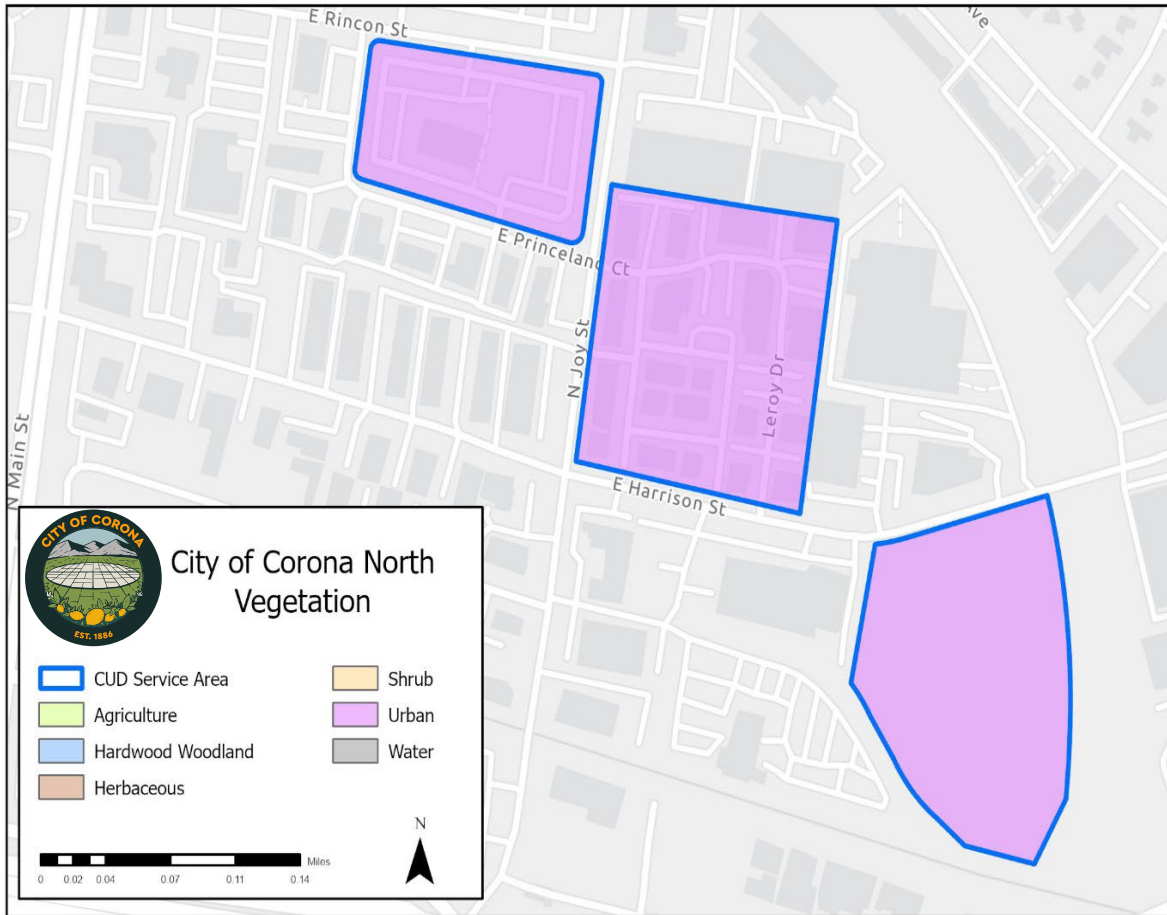 E Rincon St
Ave
E Princeland Ct
N Joy St
Leroy Dr
E Harrison St
N Main St
CITY OF CORONA
EST. 1886
City of Corona North
Vegetation
CUD Service Area
Agriculture
Hardwood Woodland
Herbaceous
Shrub
Urban
Water
N
Miles
0 0.02 0.04 0.07 0.11 0.14